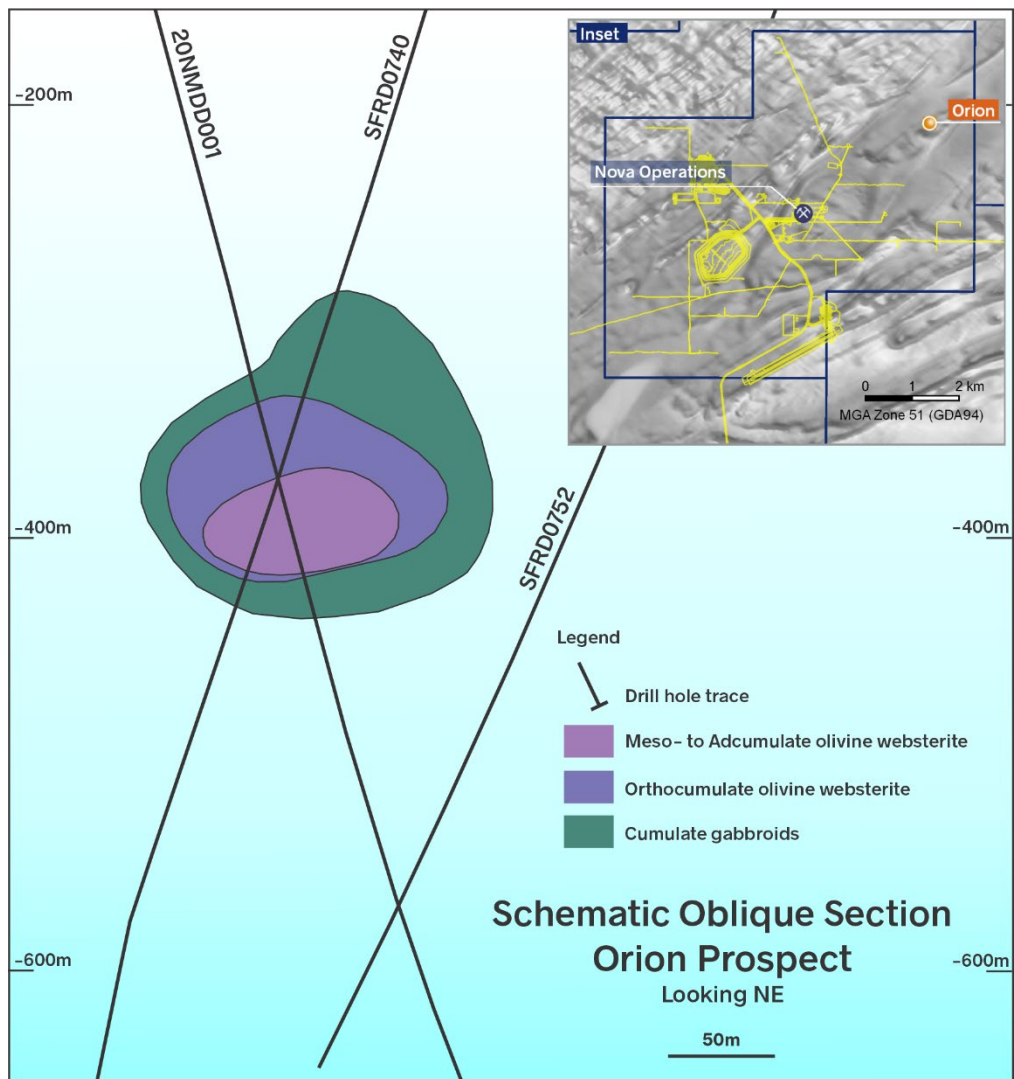 20NMDD001
SFRD0740
-200m
Inset
Orion
Nova Operations
0 1 2 km
MGA Zone 51 (GDA94)
-400m
-400m
SFRD0752
Legend
Drill hole trace
Meso- to Adcumulate olivine websterite
Orthocumulate olivine websterite
Cumulate gabbroids
Schematic Oblique Section
Orion Prospect
Looking NE
-600m
-600m
50m